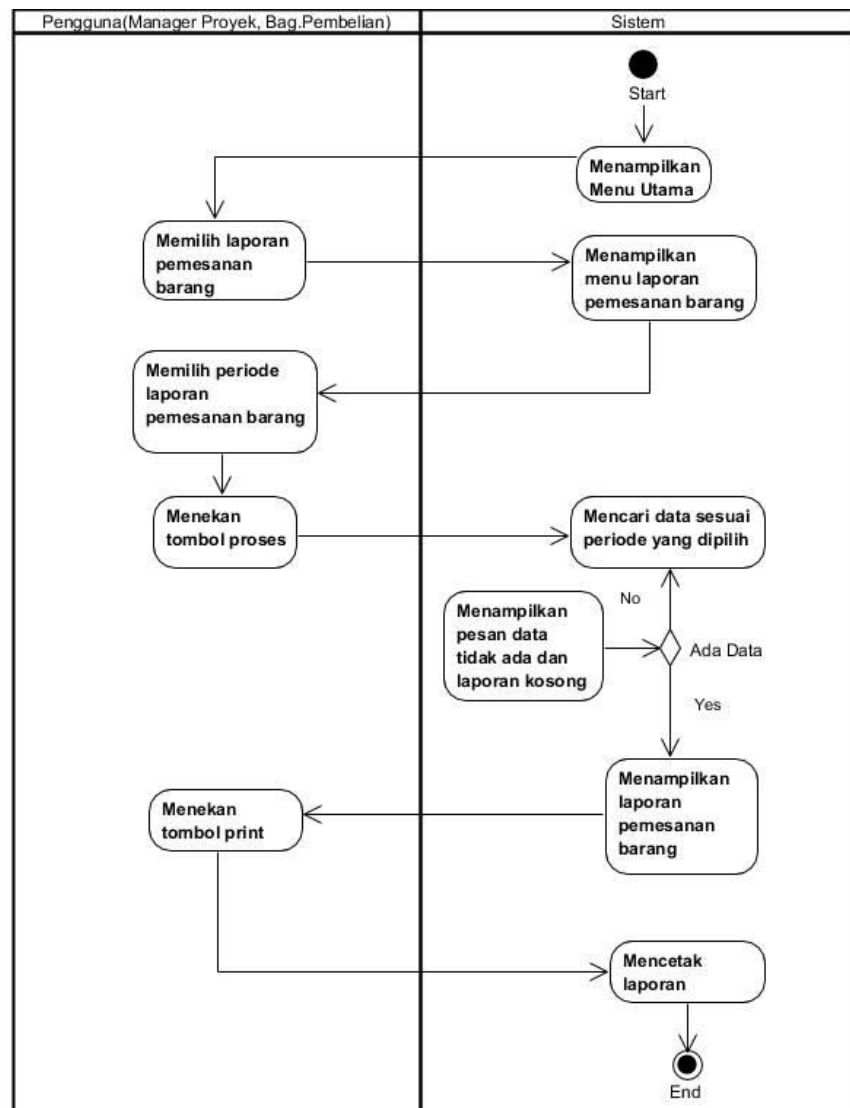 Pengguna(Manager Proyek, Bag.Pembelian)
Sistem
Start
Menampilkan
Menu Utama
Memilih laporan
pemesanan
barang
Menampilkan
menu laporan
pemesanan barang
Memilih periode
laporan
pemesanan barang
Menekan
tombol proses
Mencari data sesuai
periode yang dipilih
No
Menampilkan
pesan data
tidak ada dan
laporan kosong
Ada Data
Yes
Menampilkan
laporan
pemesanan
barang
Menekan
tombol print
Mencetak
laporan
End